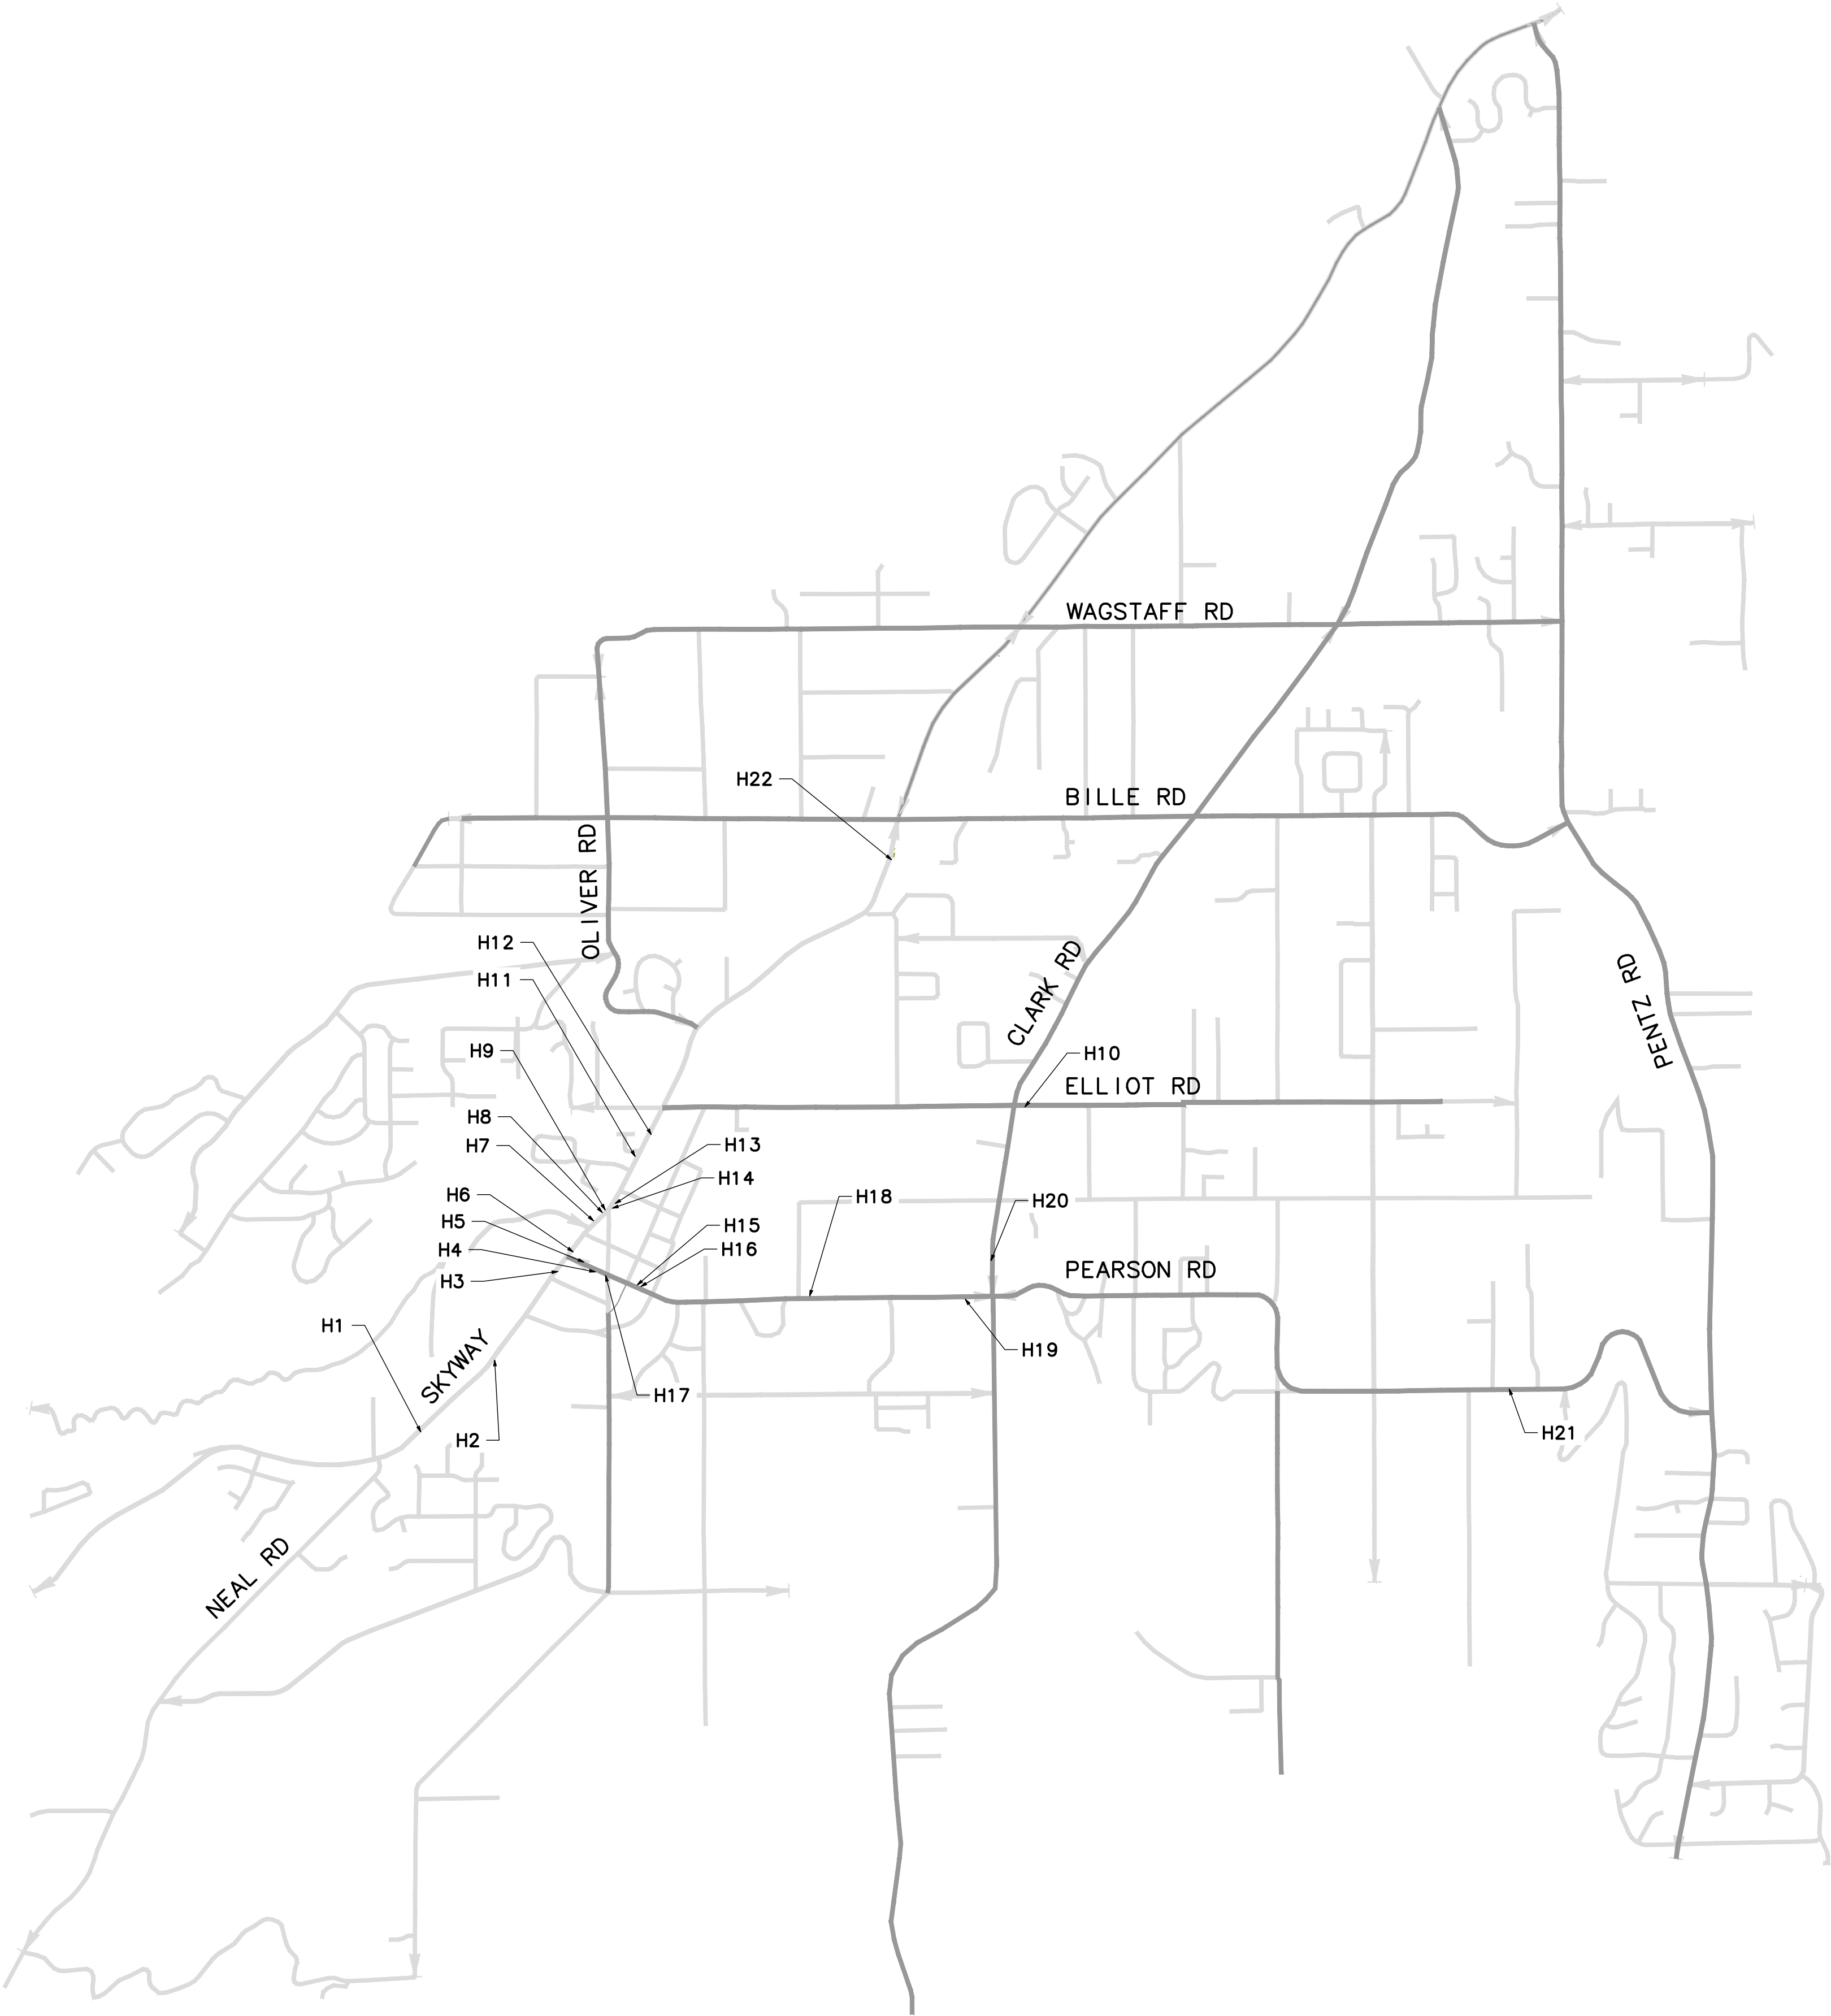 WAGSTAFF RD
H22
BILLE RD
OLIVER RD
H12
H11
CLARK RD
PENTZ RD
H9
H10
ELLIOT RD
H8
H7
H13
H14
H6
H18
H20
H5
H15
H4
H16
H3
PEARSON RD
H1
SKYWAY
H19
H17
H2
H21
NEAL RD